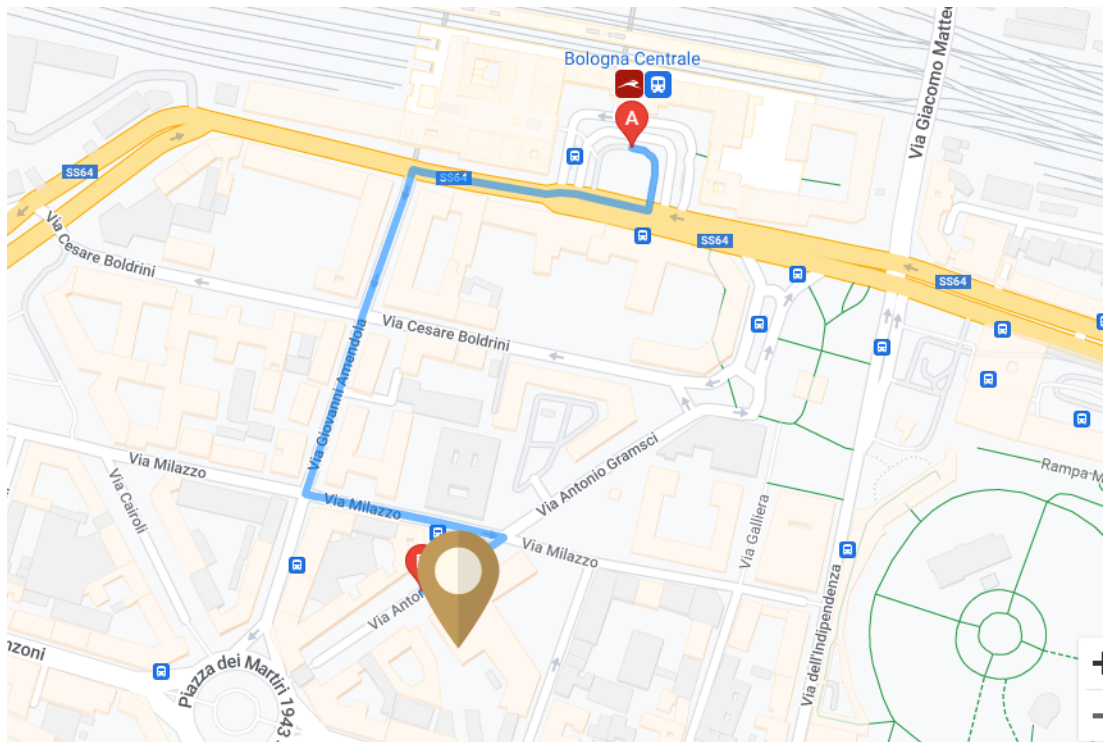 Bologna Centrale
A
Via Giacomo Matteo
SS64
SS64
SS64
SS64
Via Cesare Boldrini
Via Cesare Boldrini
Via Giovanni Amendola
Via Milazzo
Via Milazzo
Via Antonio Gramsci
Via Milazzo
Via Cairoli
Via Galliera
Rampa M
Via Anto
Via dell'Indipendenza
nzoni
Piazza dei Martiri 1943
+
−